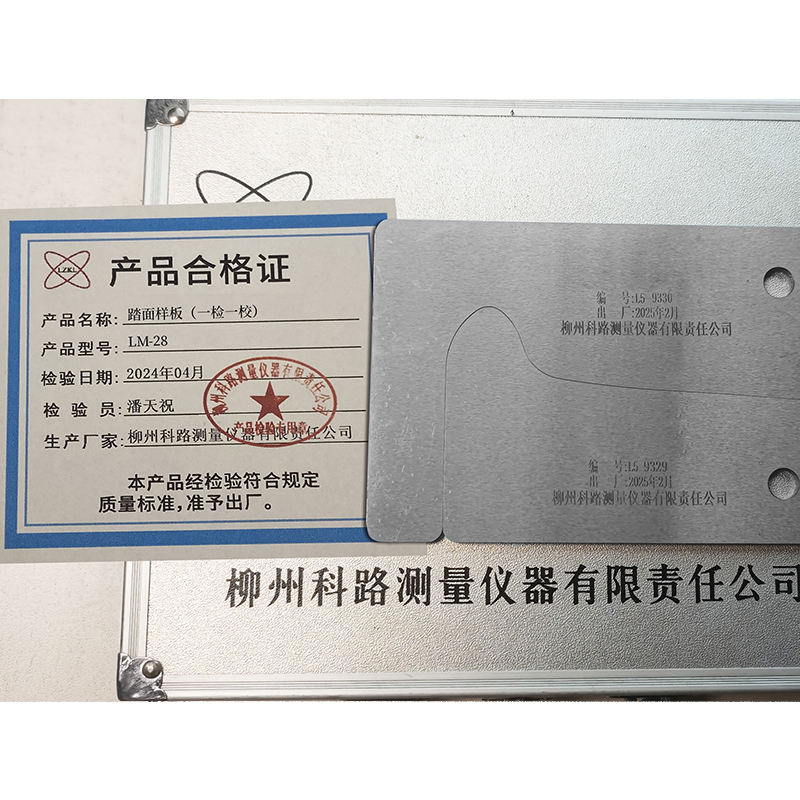 LZKL
产品合格证
产品名称：踏面样板（一检一校）
产品型号：LM-28
检验日期：2024年04月
检 验 员：潘天祝
生产厂家：柳州科路测量仪器有限责任公司
柳州科路测量仪器有限责任公司
产品检验专用章
本产品经检验符合规定
质量标准，准予出厂。
编 号:L5-9330
出 厂:2025年2月
柳州科路测量仪器有限责任公司
编 号:L5-9329
出 厂:2025年2月
柳州科路测量仪器有限责任公司
柳州科路测量仪器有限责任公司